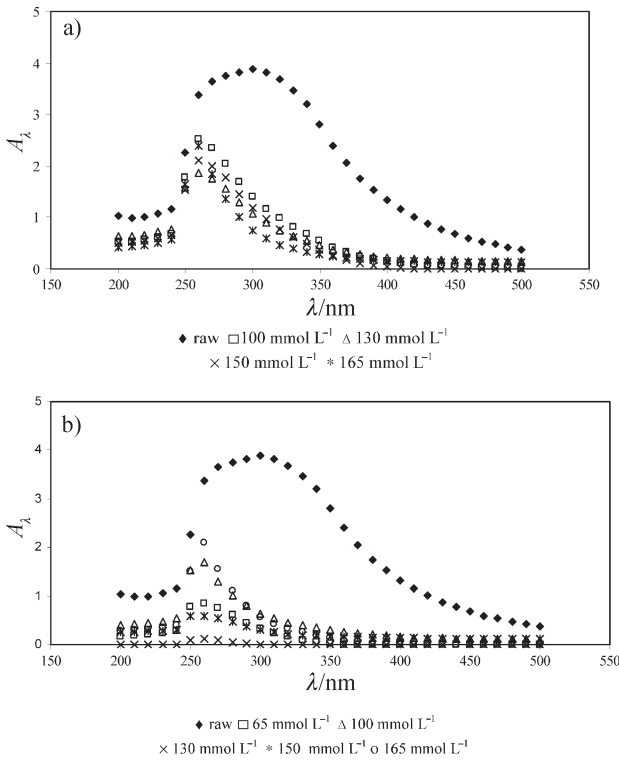 a)
5
4
3
2
1
0
Aλ
150 200 250 300 350 400 450 500 550
λ/nm
◆ raw □ 100 mmol L⁻¹ △ 130 mmol L⁻¹
× 150 mmol L⁻¹ * 165 mmol L⁻¹
b)
5
4
3
2
1
0
Aλ
150 200 250 300 350 400 450 500 550
λ/nm
◆ raw □ 65 mmol L⁻¹ △ 100 mmol L⁻¹
× 130 mmol L⁻¹ * 150 mmol L⁻¹ o 165 mmol L⁻¹